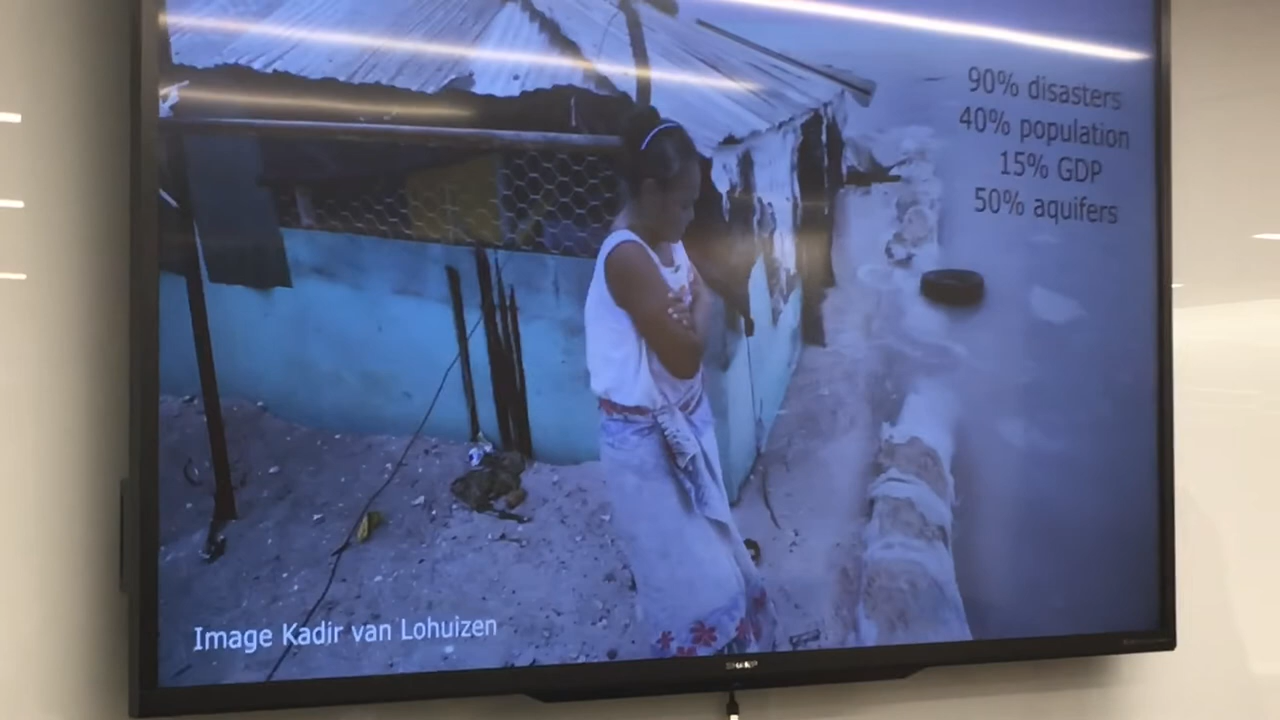 90% disasters
40% population
15% GDP
50% aquifers
Image Kadir van Lohuizen
SHARP